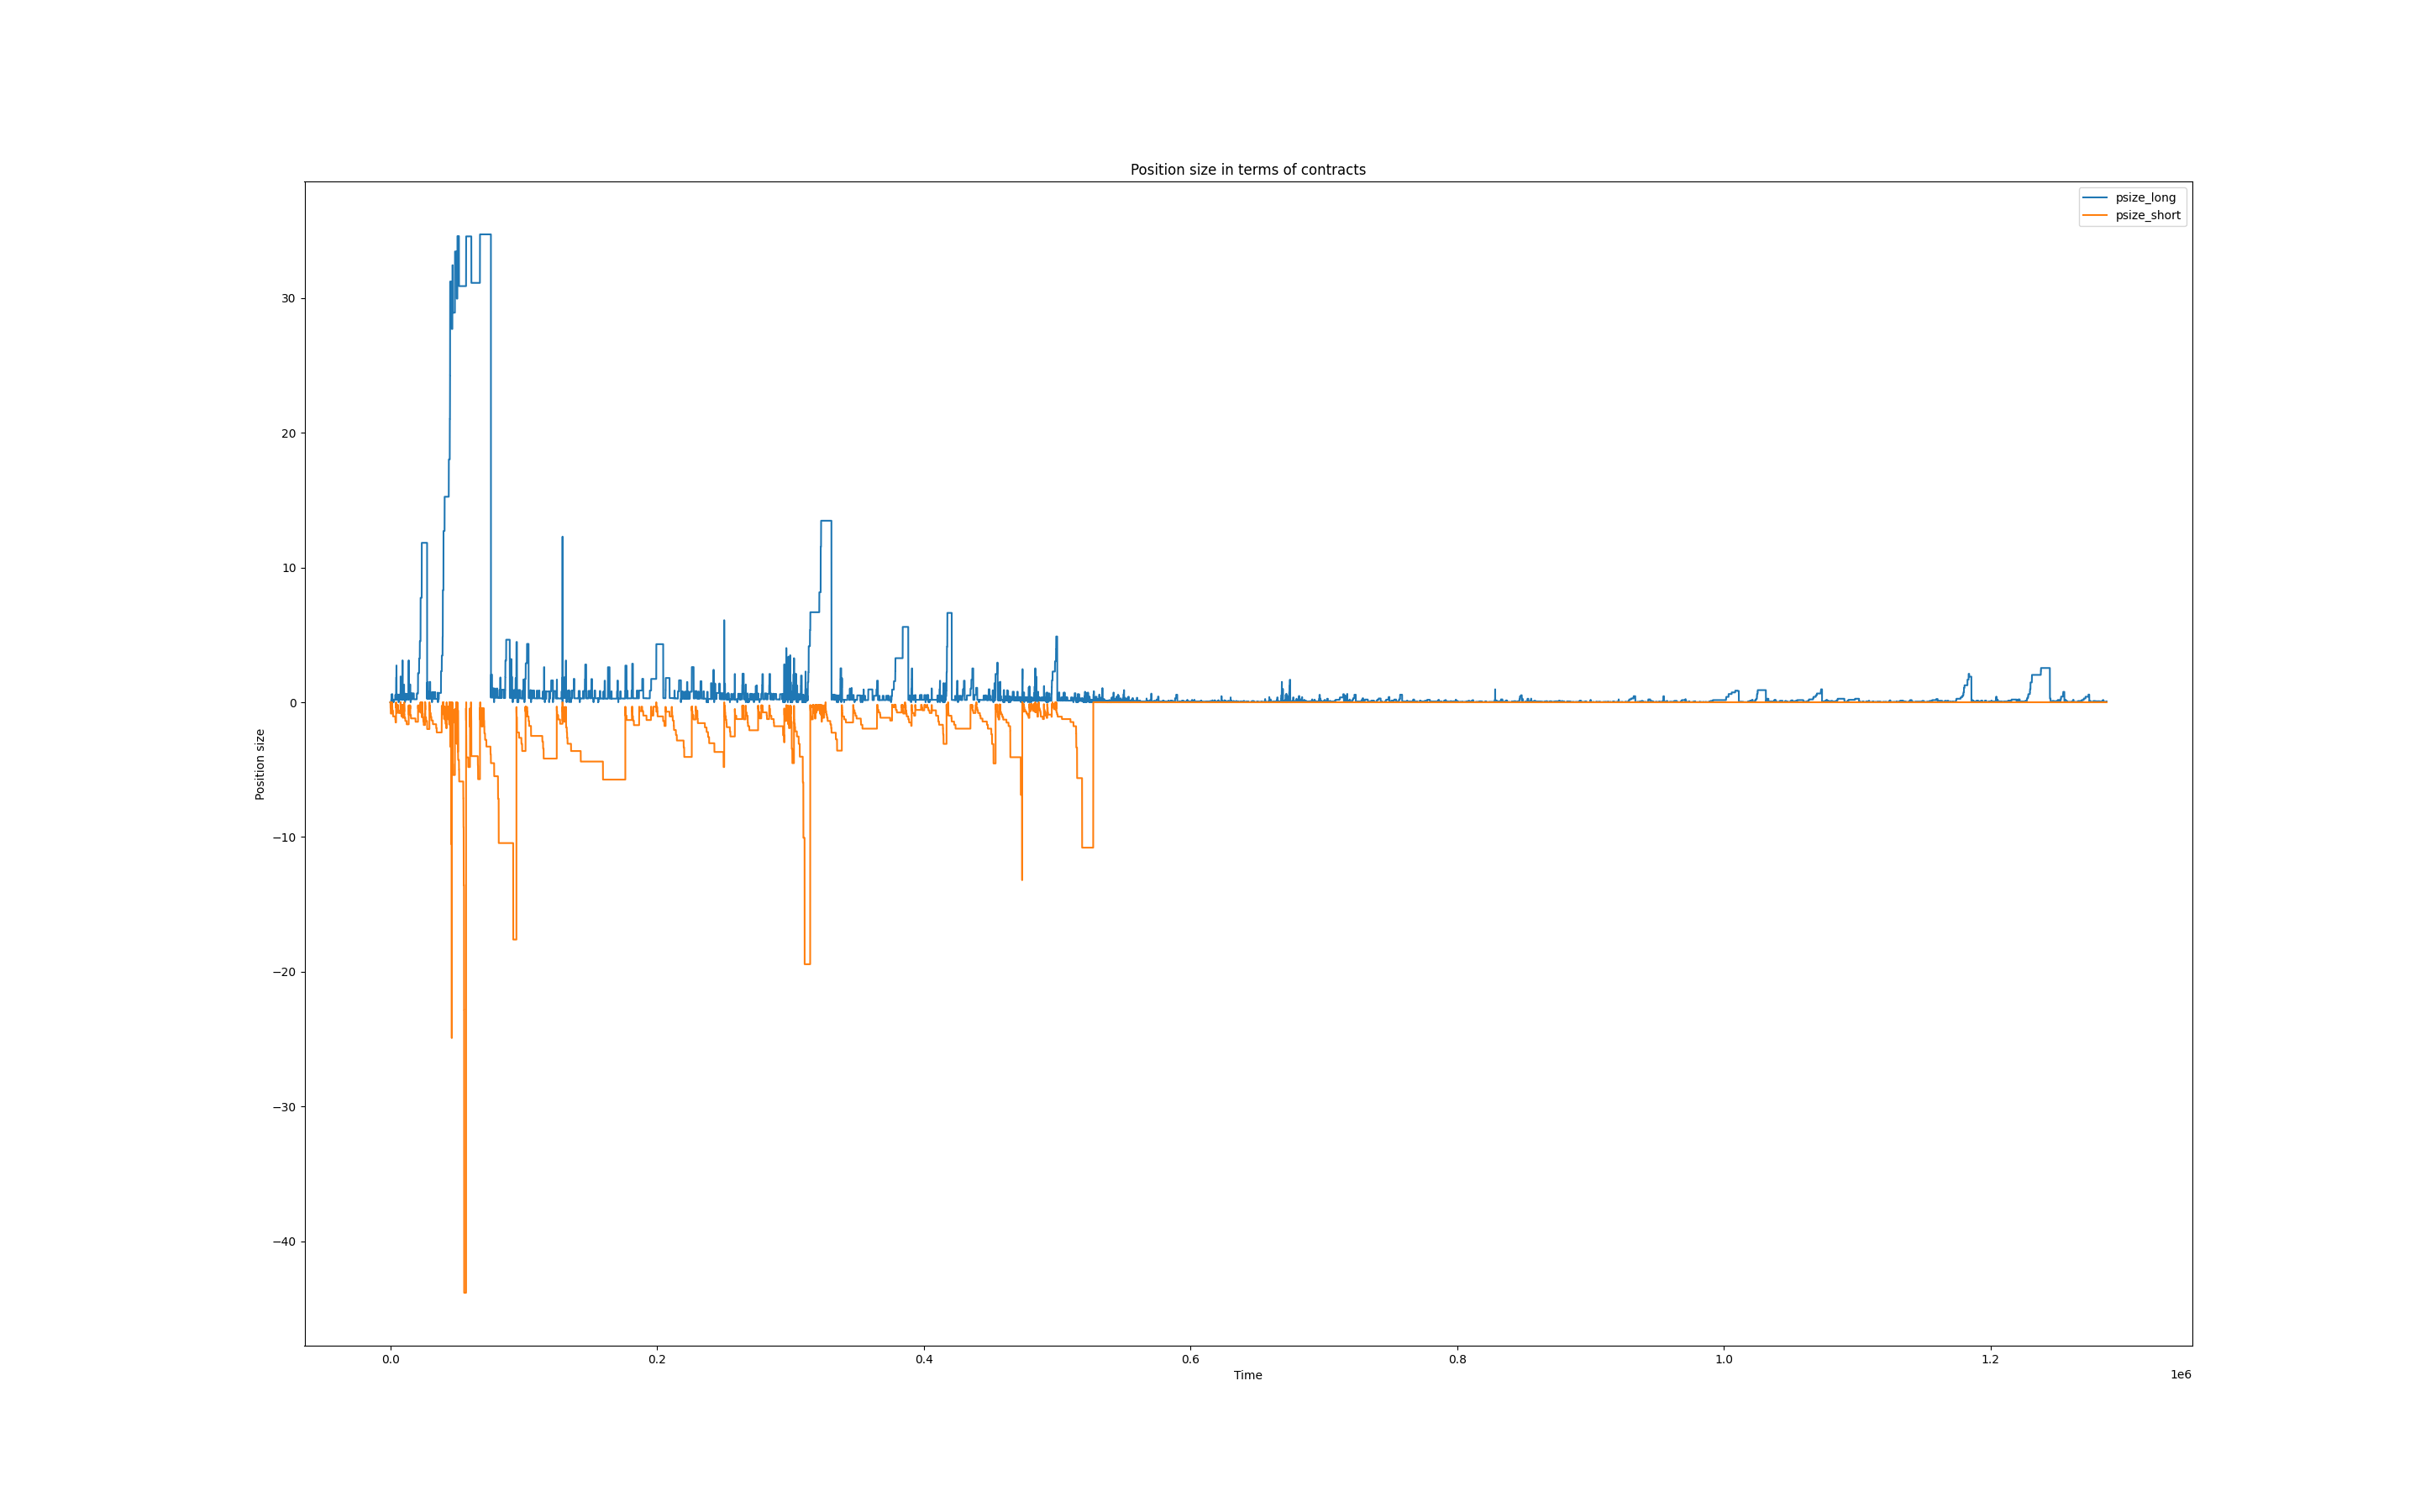 Position size in terms of contracts
psize_long
psize_short
30
20
10
0
−10
−20
−30
−40
Position size
0.0
0.2
0.4
0.6
0.8
1.0
1.2
1e6
Time